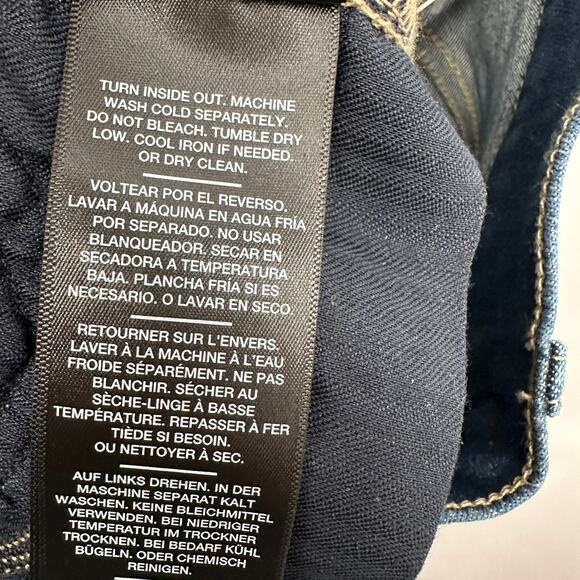 TURN INSIDE OUT. MACHINE
WASH COLD SEPARATELY.
DO NOT BLEACH. TUMBLE DRY
LOW. COOL IRON IF NEEDED.
OR DRY CLEAN.
VOLTEAR POR EL REVERSO.
LAVAR A MÁQUINA EN AGUA FRÍA
POR SEPARADO. NO USAR
BLANQUEADOR. SECAR EN
SECADORA A TEMPERATURA
BAJA. PLANCHA FRÍA SI ES
NECESARIO. O LAVAR EN SECO.
RETOURNER SUR L'ENVERS.
LAVER À LA MACHINE À L'EAU
FROIDE SÉPARÉMENT. NE PAS
BLANCHIR. SÉCHER AU
SÈCHE-LINGE À BASSE
TEMPÉRATURE. REPASSER À FER
TIÈDE SI BESOIN.
OU NETTOYER À SEC.
AUF LINKS DREHEN. IN DER
MASCHINE SEPARAT KALT
WASCHEN. KEINE BLEICHMITTEL
VERWENDEN. BEI NIEDRIGER
TEMPERATUR IM TROCKNER
TROCKNEN. BEI BEDARF KÜHL
BÜGELN. ODER CHEMISCH
REINIGEN.